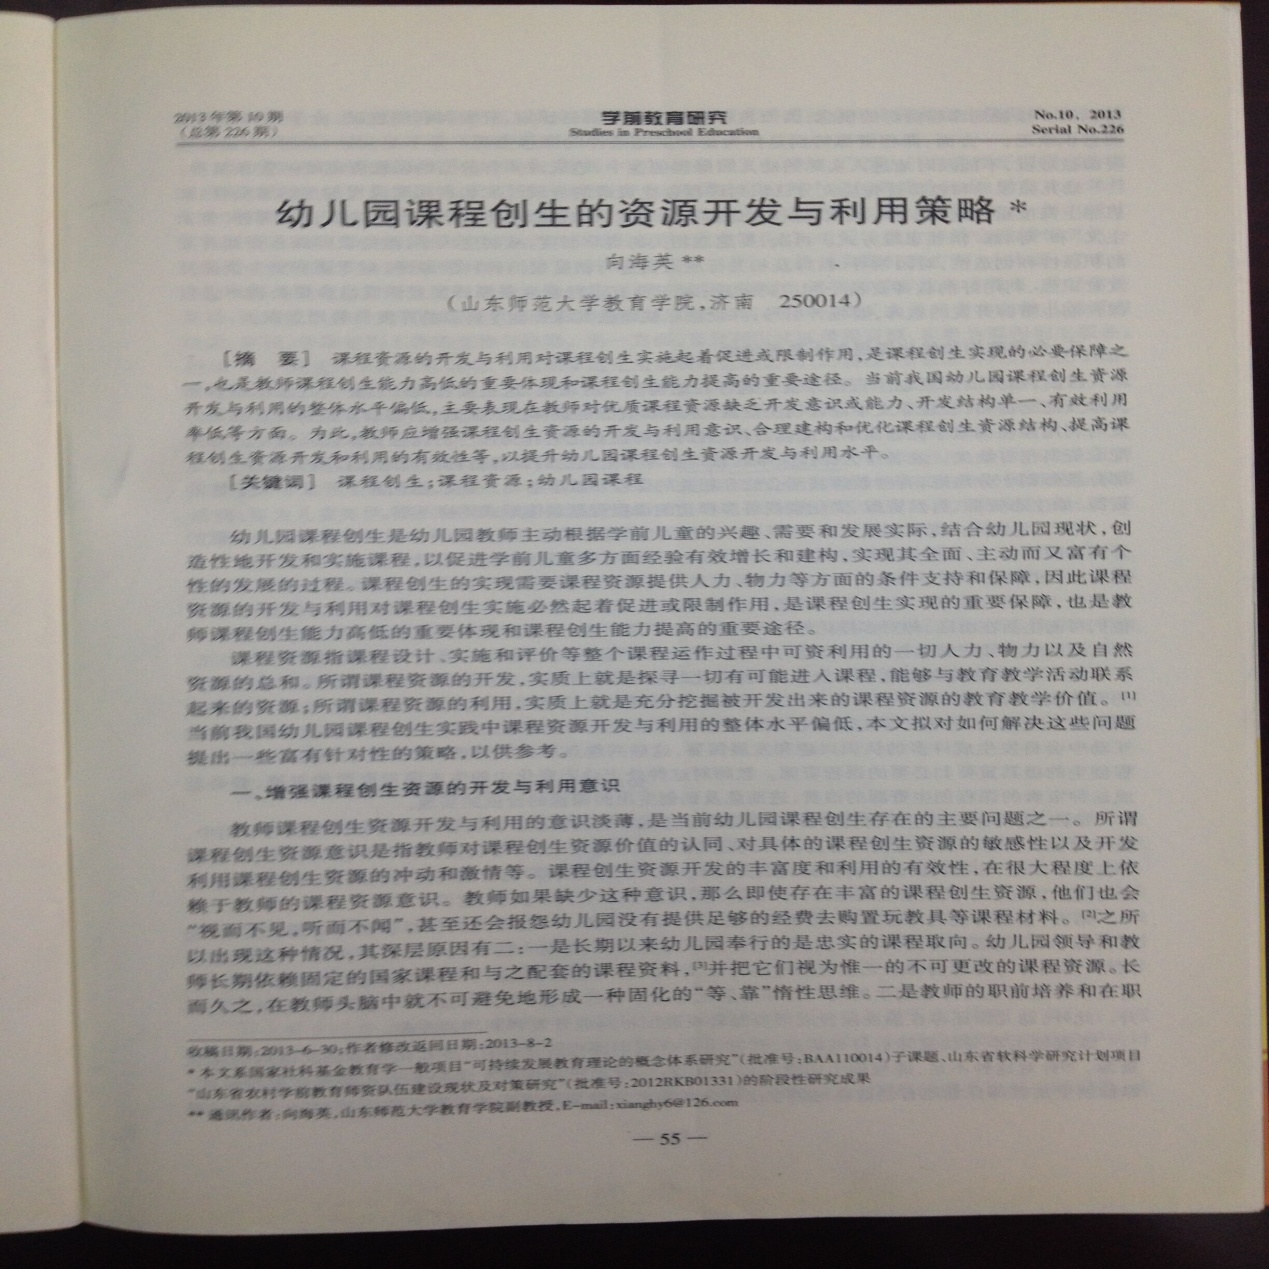 2013年第10期
（总第226期）
学前教育研究
Studies in Preschool Education
No.10，2013
Serial No.226
幼儿园课程创生的资源开发与利用策略*
向海英**
（山东师范大学教育学院，济南　250014）
［摘　要］ 课程资源的开发与利用对课程创生实施起着促进或限制作用，是课程创生实现的必要保障之
一，也是教师课程创生能力高低的重要体现和课程创生能力提高的重要途径。当前我国幼儿园课程创生资源
开发与利用的整体水平偏低，主要表现在教师对优质课程资源缺乏开发意识或能力、开发结构单一、有效利用
率低等方面。为此，教师应增强课程创生资源的开发与利用意识、合理建构和优化课程创生资源结构、提高课
程创生资源开发和利用的有效性等，以提升幼儿园课程创生资源开发与利用水平。
［关键词］ 课程创生；课程资源；幼儿园课程
幼儿园课程创生是幼儿园教师主动根据学前儿童的兴趣、需要和发展实际，结合幼儿园现状，创
造性地开发和实施课程，以促进学前儿童多方面经验有效增长和建构，实现其全面、主动而又富有个
性的发展的过程。课程创生的实现需要课程资源提供人力、物力等方面的条件支持和保障，因此课程
资源的开发与利用对课程创生实施必然起着促进或限制作用，是课程创生实现的重要保障，也是教
师课程创生能力高低的重要体现和课程创生能力提高的重要途径。
课程资源指课程设计、实施和评价等整个课程运作过程中可资利用的一切人力、物力以及自然
资源的总和。所谓课程资源的开发，实质上就是探寻一切有可能进入课程，能够与教育教学活动联系
起来的资源；所谓课程资源的利用，实质上就是充分挖掘被开发出来的课程资源的教育教学价值。[1]
当前我国幼儿园课程创生实践中课程资源开发与利用的整体水平偏低，本文拟对如何解决这些问题
提出一些富有针对性的策略，以供参考。
一、增强课程创生资源的开发与利用意识
教师课程创生资源开发与利用的意识淡薄，是当前幼儿园课程创生存在的主要问题之一。所谓
课程创生资源意识是指教师对课程创生资源价值的认同、对具体的课程创生资源的敏感性以及开发
利用课程创生资源的冲动和激情等。课程创生资源开发的丰富度和利用的有效性，在很大程度上依
赖于教师的课程资源意识。教师如果缺少这种意识，那么即使存在丰富的课程创生资源，他们也会
“视而不见，听而不闻”，甚至还会报怨幼儿园没有提供足够的经费去购置玩教具等课程材料。[2]之所
以出现这种情况，其深层原因有二：一是长期以来幼儿园奉行的是忠实的课程取向。幼儿园领导和教
师长期依赖固定的国家课程和与之配套的课程资料，[3]并把它们视为惟一的不可更改的课程资源。长
而久之，在教师头脑中就不可避免地形成一种固化的“等、靠”惰性思维。二是教师的职前培养和在职
收稿日期：2013-6-30；作者修改返回日期：2013-8-2
* 本文系国家社科基金教育学一般项目“可持续发展教育理论的概念体系研究”（批准号：BAA110014）子课题、山东省软科学研究计划项目
“山东省农村学前教育师资队伍建设现状及对策研究”（批准号：2012RKB01331）的阶段性研究成果
** 通讯作者：向海英，山东师范大学教育学院副教授，E-mail：xianghy6@126.com
— 55 —